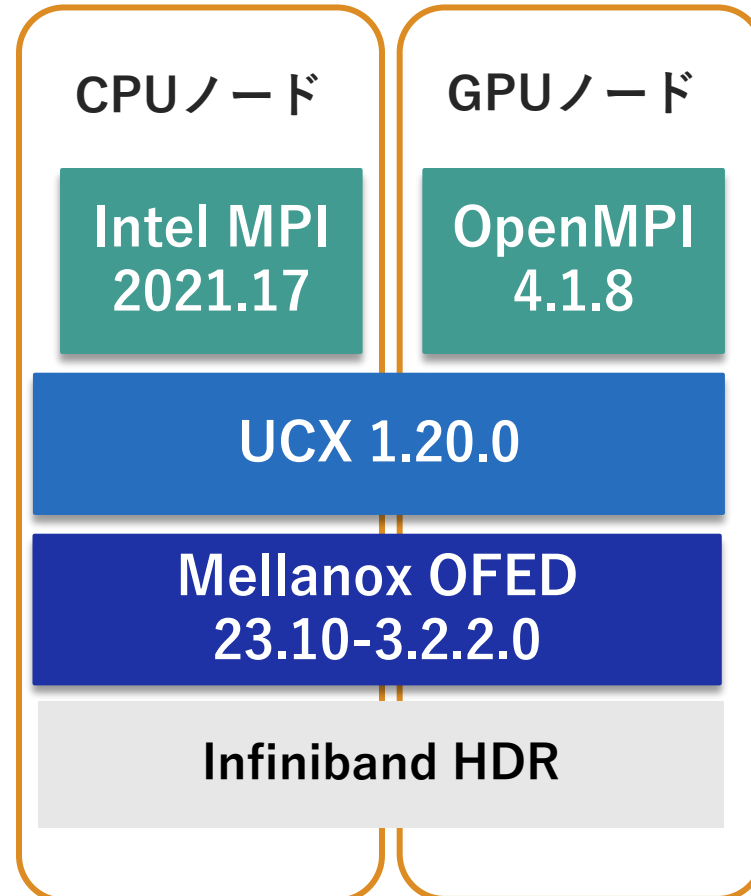 CPUノード
GPUノード
Intel MPI
2021.17
OpenMPI
4.1.8
UCX 1.20.0
Mellanox OFED
23.10-3.2.2.0
Infiniband HDR